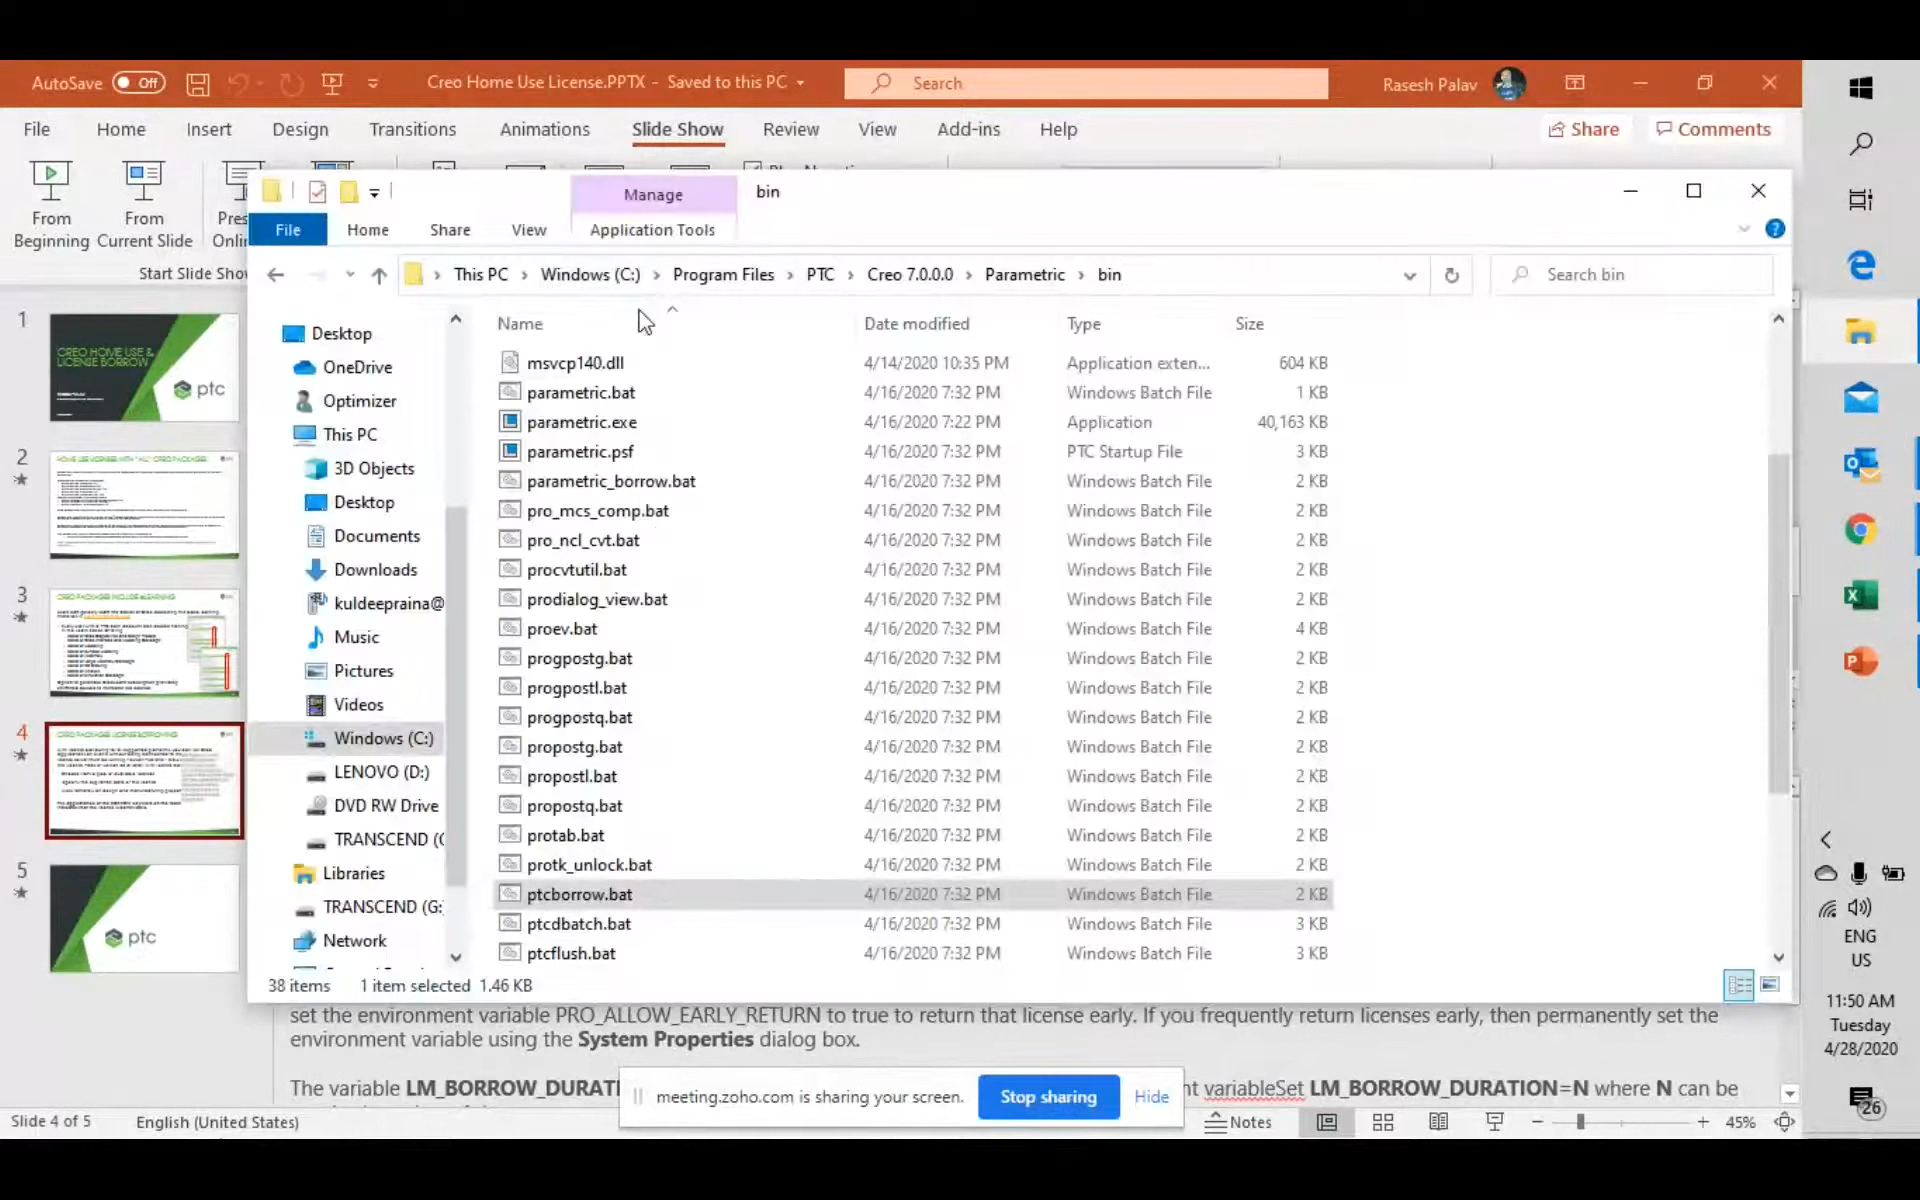 AutoSave Off Creo Home Use License.PPTX - Saved to this PC Search Rasesh Palav
File Home Insert Design Transitions Animations Slide Show Review View Add-ins Help Share Comments
From Beginning
From Current Slide
Start Slide Show
Manage bin
File Home Share View Application Tools
This PC › Windows (C:) › Program Files › PTC › Creo 7.0.0.0 › Parametric › bin Search bin
Name Date modified Type Size
msvcp140.dll 4/14/2020 10:35 PM Application exten... 604 KB
parametric.bat 4/16/2020 7:32 PM Windows Batch File 1 KB
parametric.exe 4/16/2020 7:22 PM Application 40,163 KB
parametric.psf 4/16/2020 7:32 PM PTC Startup File 3 KB
parametric_borrow.bat 4/16/2020 7:32 PM Windows Batch File 2 KB
pro_mcs_comp.bat 4/16/2020 7:32 PM Windows Batch File 2 KB
pro_ncl_cvt.bat 4/16/2020 7:32 PM Windows Batch File 2 KB
procvtutil.bat 4/16/2020 7:32 PM Windows Batch File 2 KB
prodialog_view.bat 4/16/2020 7:32 PM Windows Batch File 2 KB
proev.bat 4/16/2020 7:32 PM Windows Batch File 4 KB
progpostg.bat 4/16/2020 7:32 PM Windows Batch File 2 KB
progpostl.bat 4/16/2020 7:32 PM Windows Batch File 2 KB
progpostq.bat 4/16/2020 7:32 PM Windows Batch File 2 KB
propostg.bat 4/16/2020 7:32 PM Windows Batch File 2 KB
propostl.bat 4/16/2020 7:32 PM Windows Batch File 2 KB
propostq.bat 4/16/2020 7:32 PM Windows Batch File 2 KB
protab.bat 4/16/2020 7:32 PM Windows Batch File 2 KB
protk_unlock.bat 4/16/2020 7:32 PM Windows Batch File 2 KB
ptcborrow.bat 4/16/2020 7:32 PM Windows Batch File 2 KB
ptcdbatch.bat 4/16/2020 7:32 PM Windows Batch File 3 KB
ptcflush.bat 4/16/2020 7:32 PM Windows Batch File 3 KB
Desktop
OneDrive
Optimizer
This PC
3D Objects
Desktop
Documents
Downloads
kuldeepraina@
Music
Pictures
Videos
Windows (C:)
LENOVO (D:)
DVD RW Drive
TRANSCEND (
Libraries
TRANSCEND (G:
Network
38 items 1 item selected 1.46 KB
1
CREO HOME USE &
LICENSE BORROW
ptc
2
3
4
5
ptc
set the environment variable PRO_ALLOW_EARLY_RETURN to true to return that license early. If you frequently return licenses early, then permanently set the
environment variable using the System Properties dialog box.
The variable LM_BORROW_DURATI
nt variableSet LM_BORROW_DURATION=N where N can be
meeting.zoho.com is sharing your screen. Stop sharing Hide
Slide 4 of 5 English (United States) Notes 45%
ENG
US
11:50 AM
Tuesday
4/28/2020
26